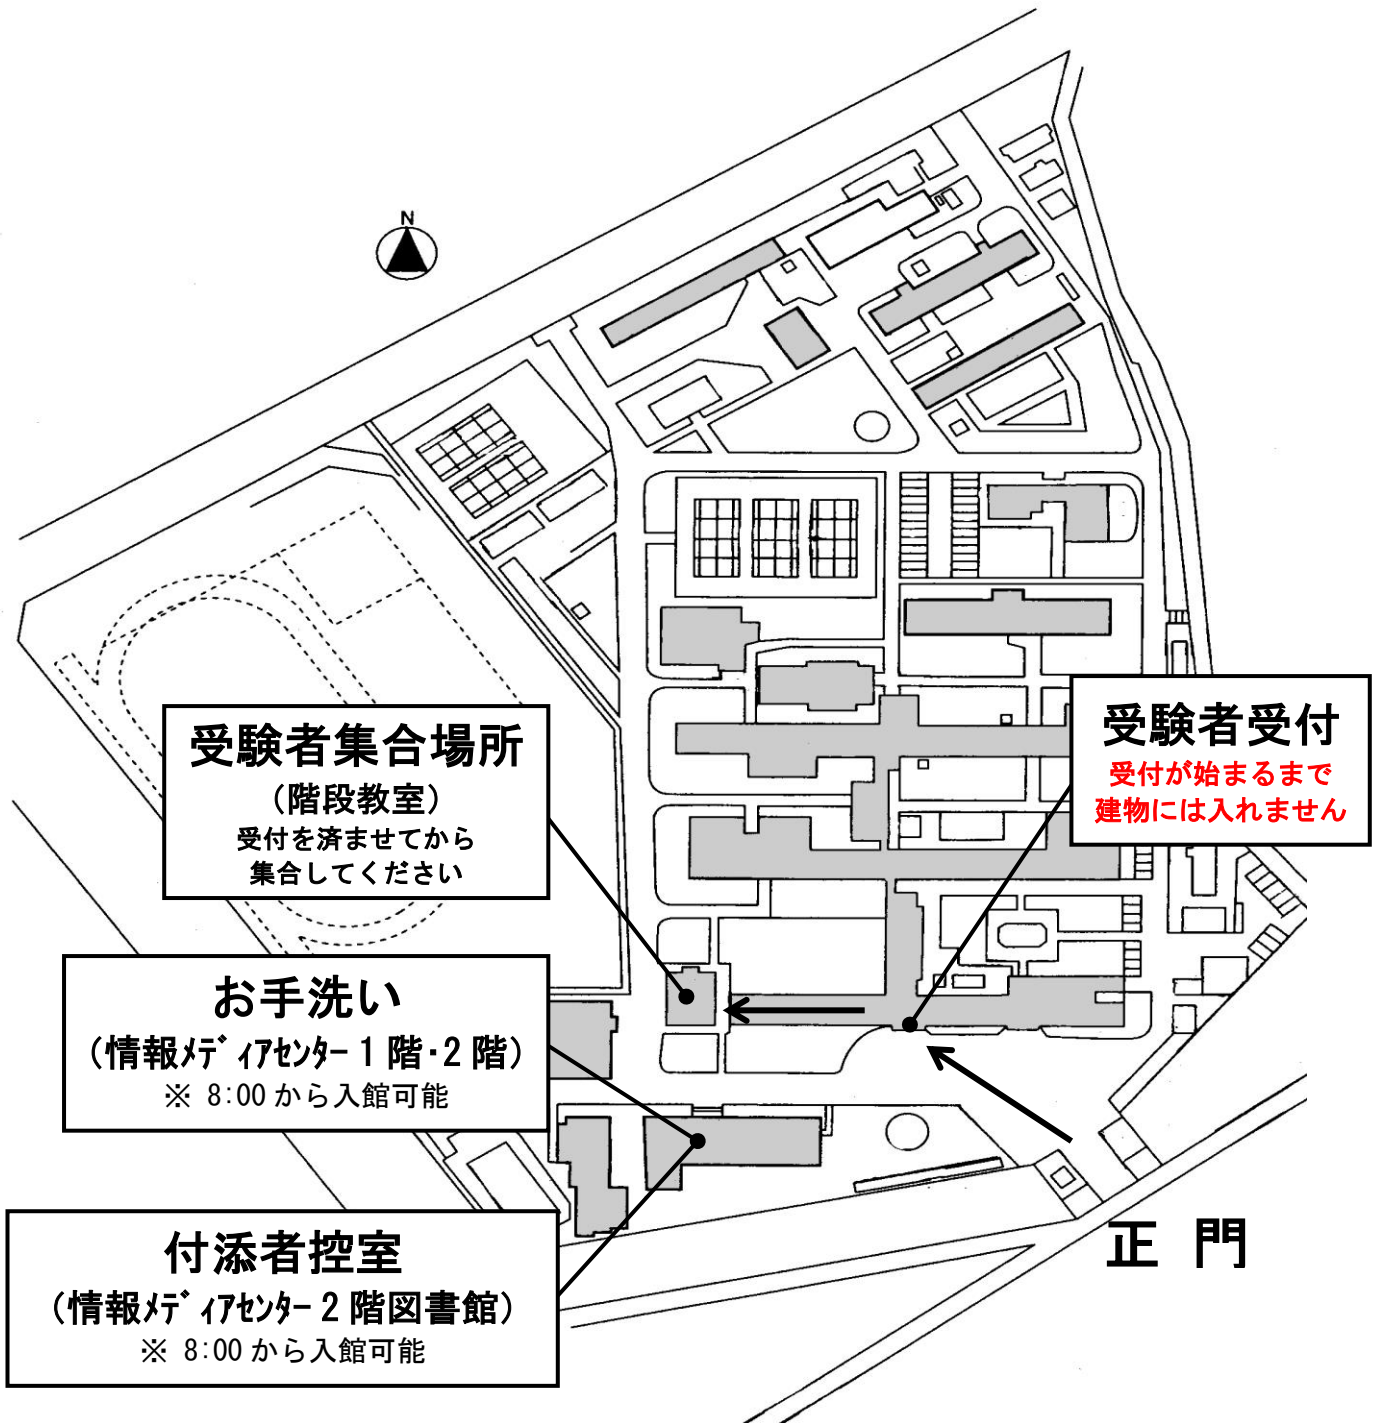 N
受験者集合場所
（階段教室）
受付を済ませてから
集合してください
受験者受付
受付が始まるまで
建物には入れません
お手洗い
（情報ﾒﾃﾞｨｱｾﾝﾀｰ１階・２階）
※ 8:00から入館可能
付添者控室
（情報ﾒﾃﾞｨｱｾﾝﾀｰ２階図書館）
※ 8:00から入館可能
正 門